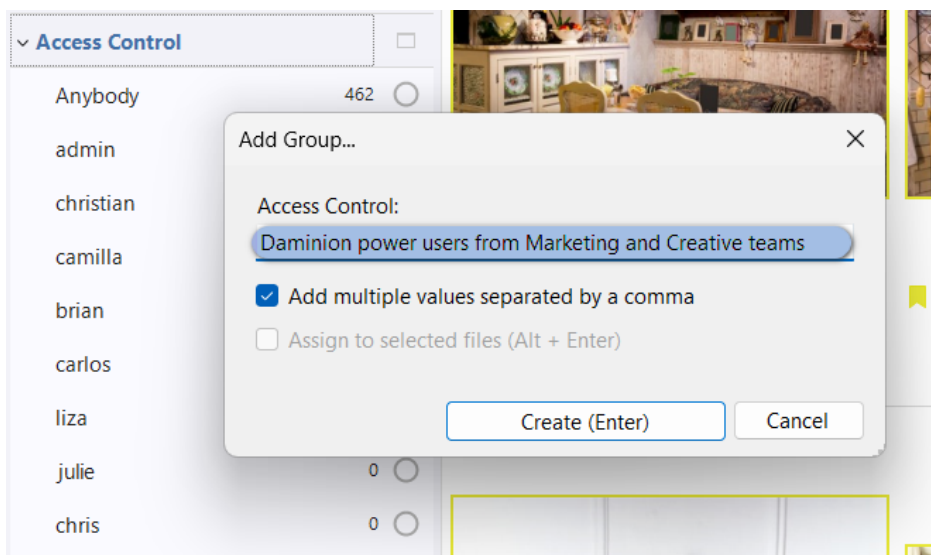 Access Control
Anybody 462
admin
christian
camilla
brian
carlos
liza
julie 0
chris 0
Add Group...
Access Control:
Daminion power users from Marketing and Creative teams
Add multiple values separated by a comma
Assign to selected files (Alt + Enter)
Create (Enter) Cancel